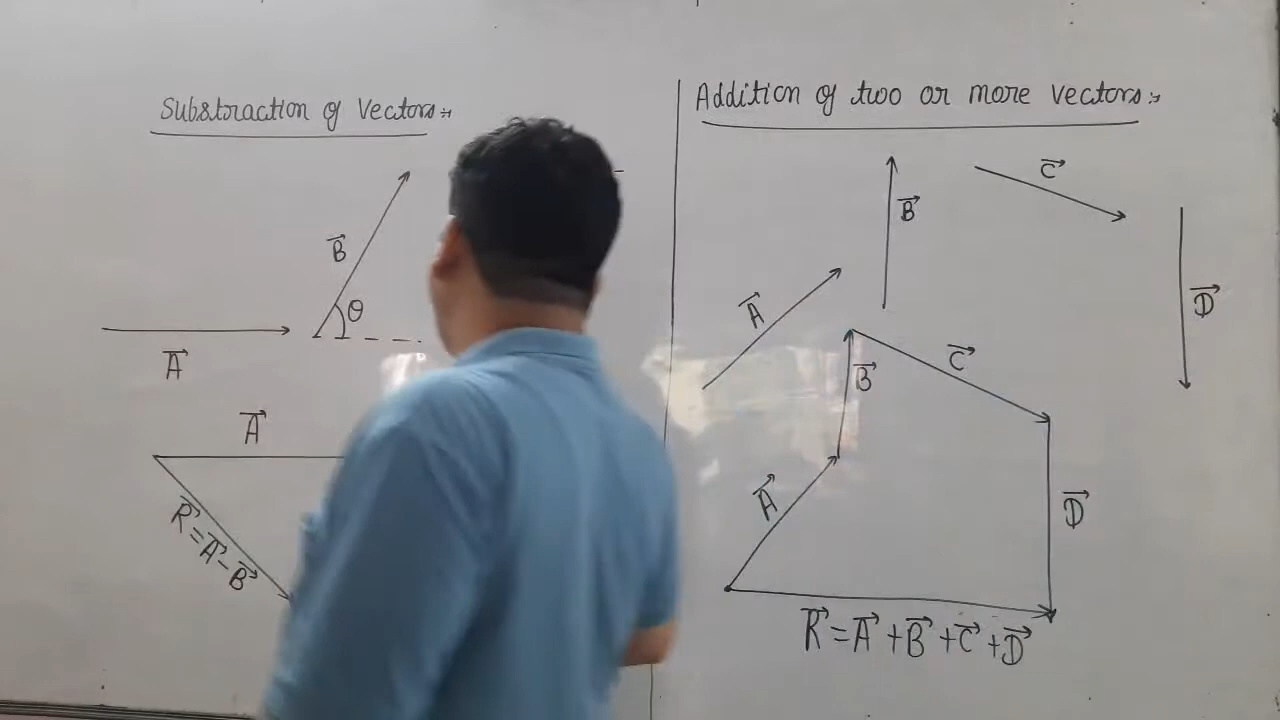 Substraction of Vectors:-
B⃗
θ
A⃗
A⃗
R⃗=A⃗-B⃗
Addition of two or more vectors:-
A⃗
B⃗
C⃗
D⃗
A⃗
B⃗
C⃗
D⃗
R⃗=A⃗+B⃗+C⃗+D⃗